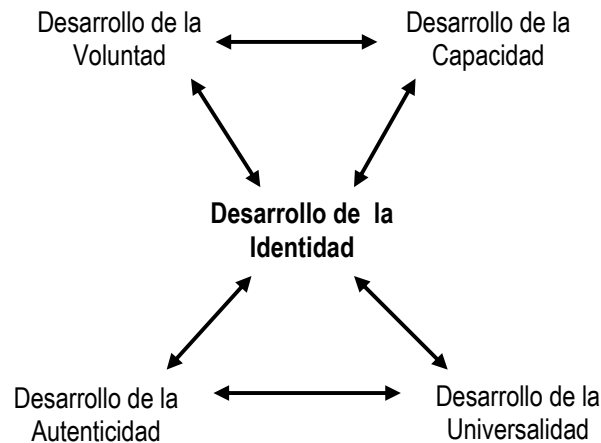 Desarrollo de la
Voluntad
Desarrollo de la
Capacidad
Desarrollo de la
Identidad
Desarrollo de la
Autenticidad
Desarrollo de la
Universalidad